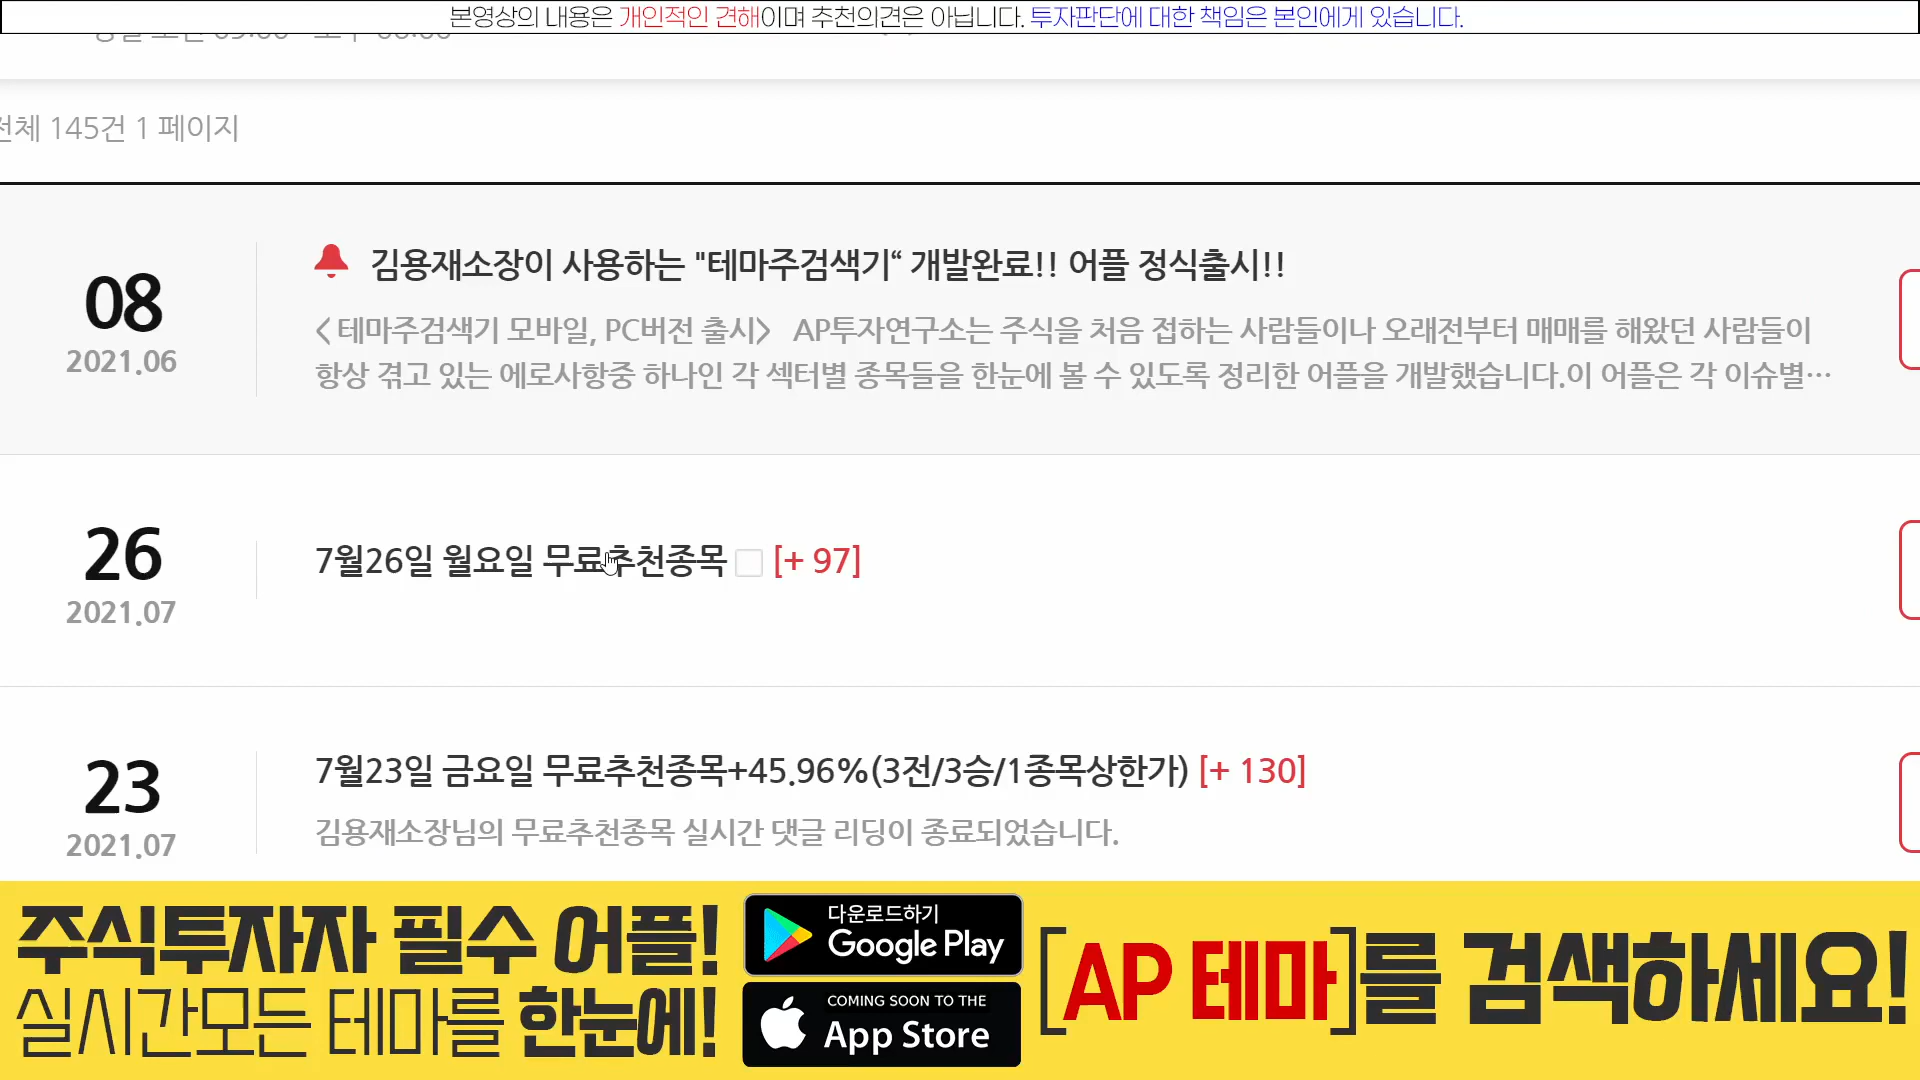 본영상의 내용은 개인적인 견해이며 추천의견은 아닙니다. 투자판단에 대한 책임은 본인에게 있습니다.
전체 145건 1 페이지
08
2021.06
김용재소장이 사용하는 "테마주검색기“ 개발완료!! 어플 정식출시!!
< 테마주검색기 모바일, PC버전 출시> AP투자연구소는 주식을 처음 접하는 사람들이나 오래전부터 매매를 해왔던 사람들이
항상 겪고 있는 에로사항중 하나인 각 섹터별 종목들을 한눈에 볼 수 있도록 정리한 어플을 개발했습니다.이 어플은 각 이슈별…
26
2021.07
7월26일 월요일 무료추천종목 [+ 97]
23
2021.07
7월23일 금요일 무료추천종목+45.96%(3전/3승/1종목상한가) [+ 130]
김용재소장님의 무료추천종목 실시간 댓글 리딩이 종료되었습니다.
주식투자자 필수 어플!
실시간모든 테마를 한눈에!
다운로드하기
Google Play
COMING SOON TO THE
App Store
[AP 테마]를 검색하세요!